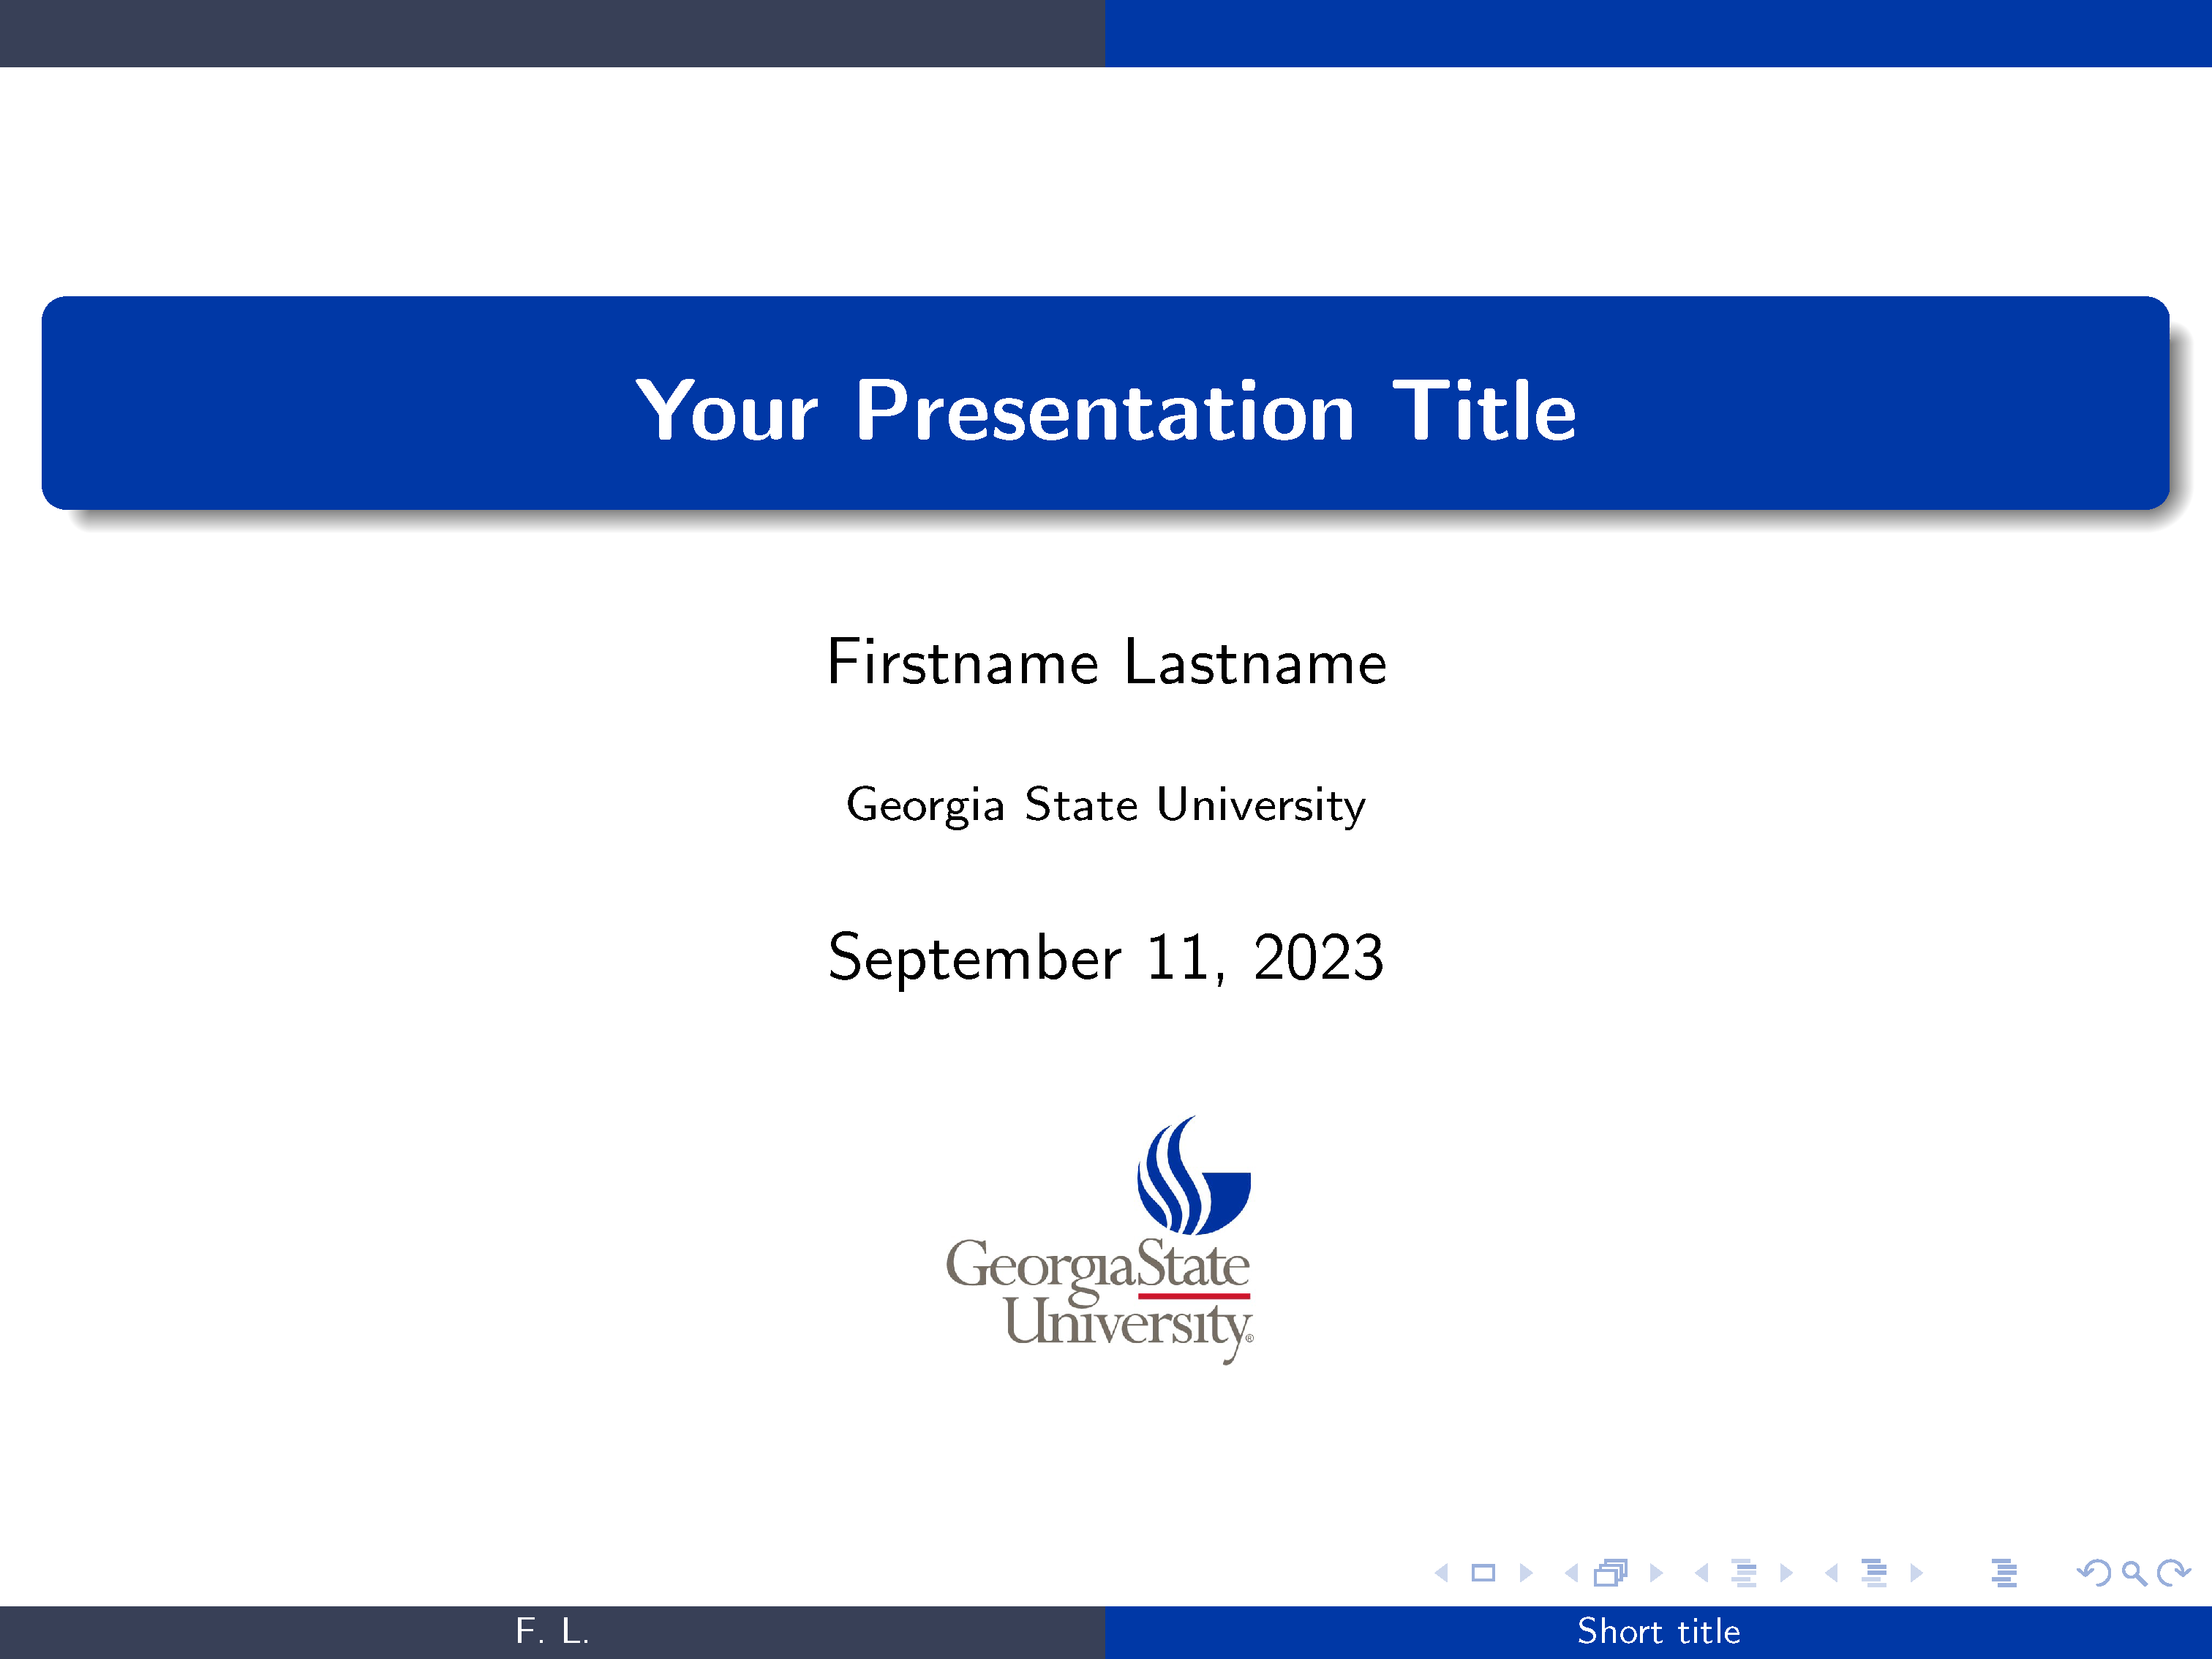 Your Presentation Title
Firstname Lastname
Georgia State University
September 11, 2023
GeorgiaState
University®
F. L.
Short title